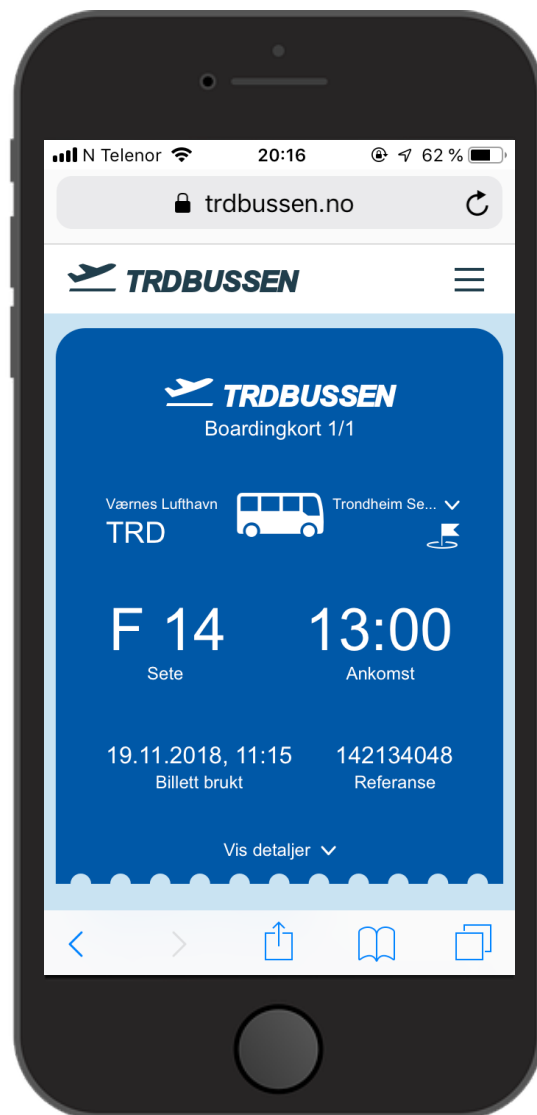 N Telenor 20:16 62 %
trdbussen.no
TRDBUSSEN
TRDBUSSEN
Boardingkort 1/1
Værnes Lufthavn Trondheim Se...
TRD
F 14 13:00
Sete Ankomst
19.11.2018, 11:15 142134048
Billett brukt Referanse
Vis detaljer